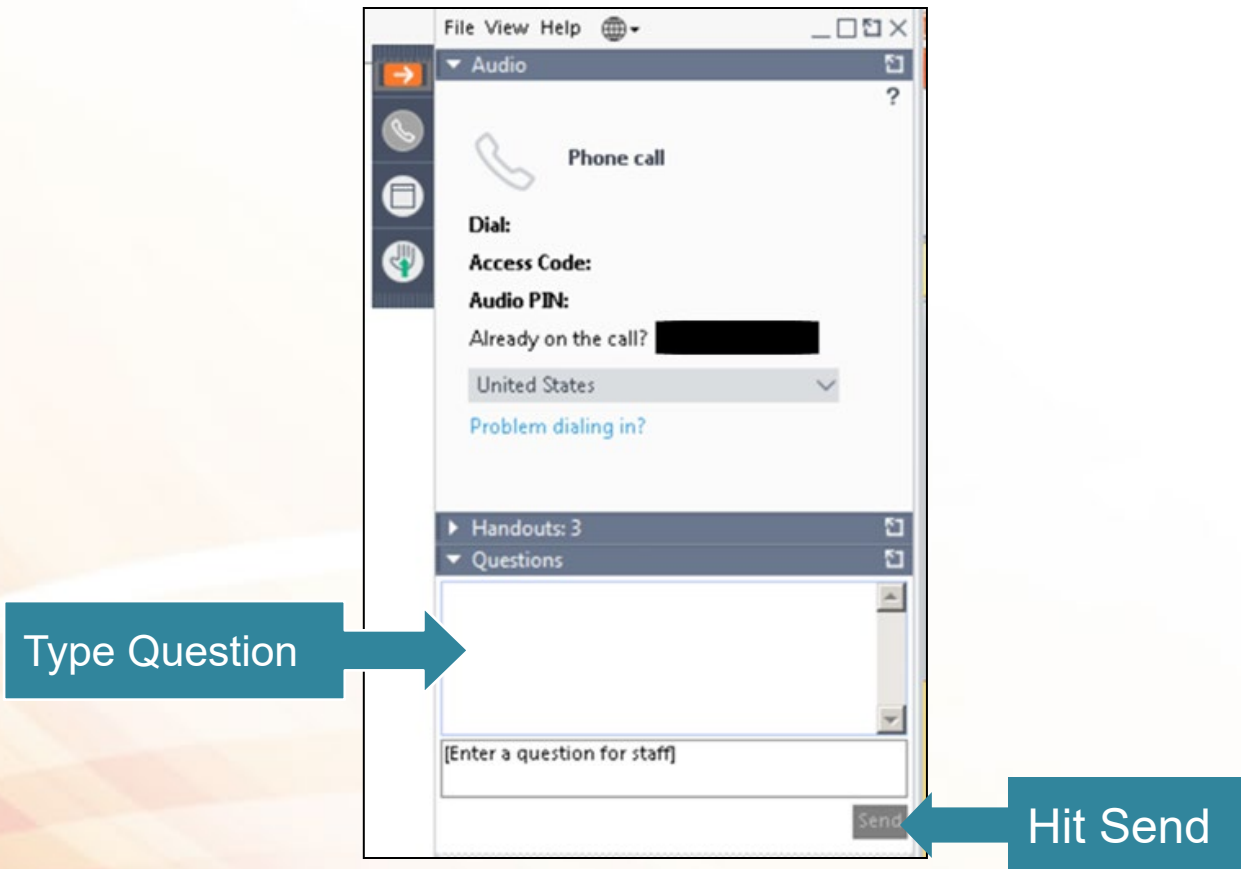 File View Help
Audio
?
Phone call
Dial:
Access Code:
Audio PIN:
Already on the call?
United States
Problem dialing in?
Handouts: 3
Questions
Type Question
[Enter a question for staff]
Send
Hit Send